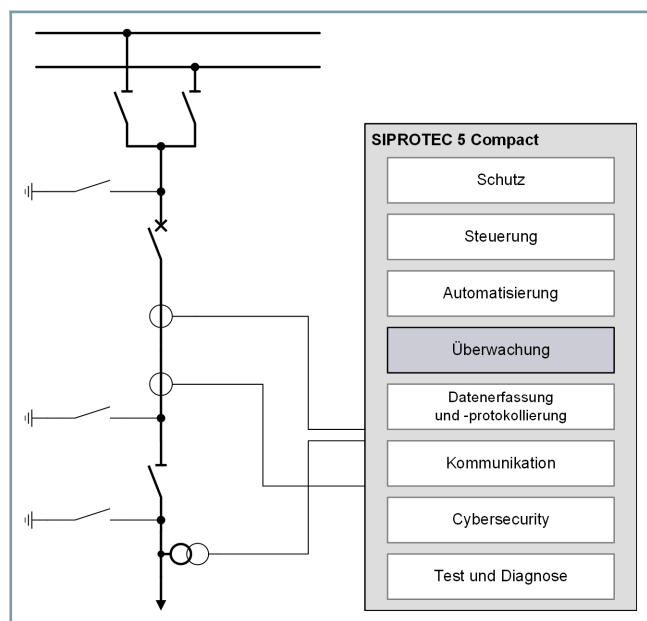 SIPROTEC 5 Compact
Schutz
Steuerung
Automatisierung
Überwachung
Datenerfassung
und -protokollierung
Kommunikation
Cybersecurity
Test und Diagnose